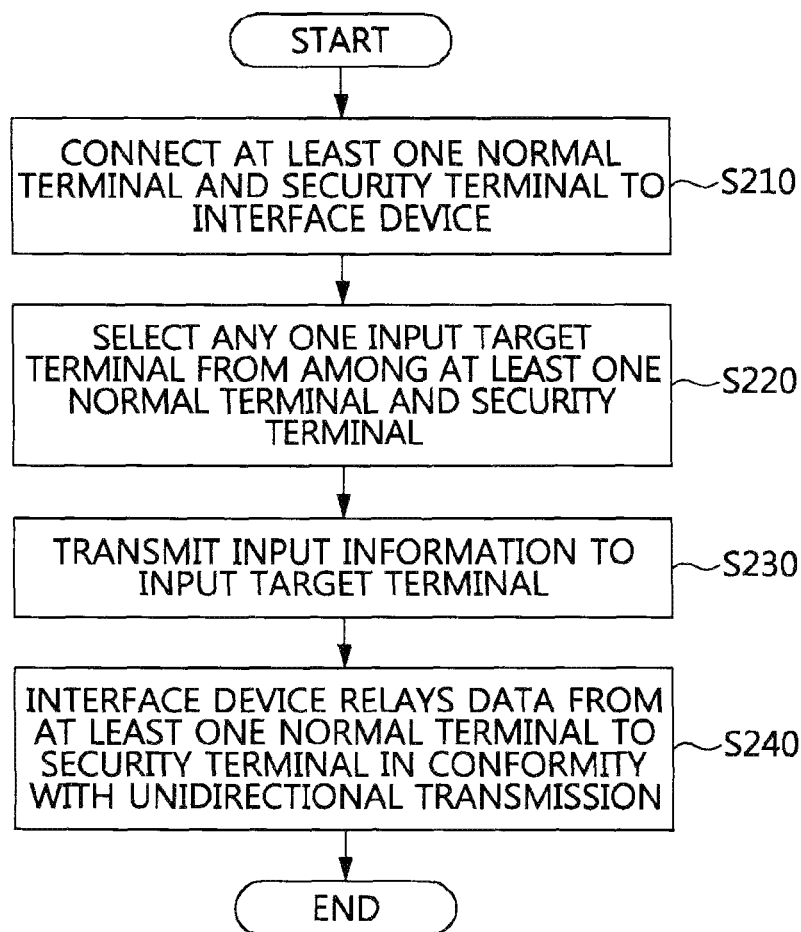 START
CONNECT AT LEAST ONE NORMAL
TERMINAL AND SECURITY TERMINAL TO
INTERFACE DEVICE
S210
SELECT ANY ONE INPUT TARGET
TERMINAL FROM AMONG AT LEAST ONE
NORMAL TERMINAL AND SECURITY
TERMINAL
S220
TRANSMIT INPUT INFORMATION TO
INPUT TARGET TERMINAL
S230
INTERFACE DEVICE RELAYS DATA FROM
AT LEAST ONE NORMAL TERMINAL TO
SECURITY TERMINAL IN CONFORMITY
WITH UNIDIRECTIONAL TRANSMISSION
S240
END